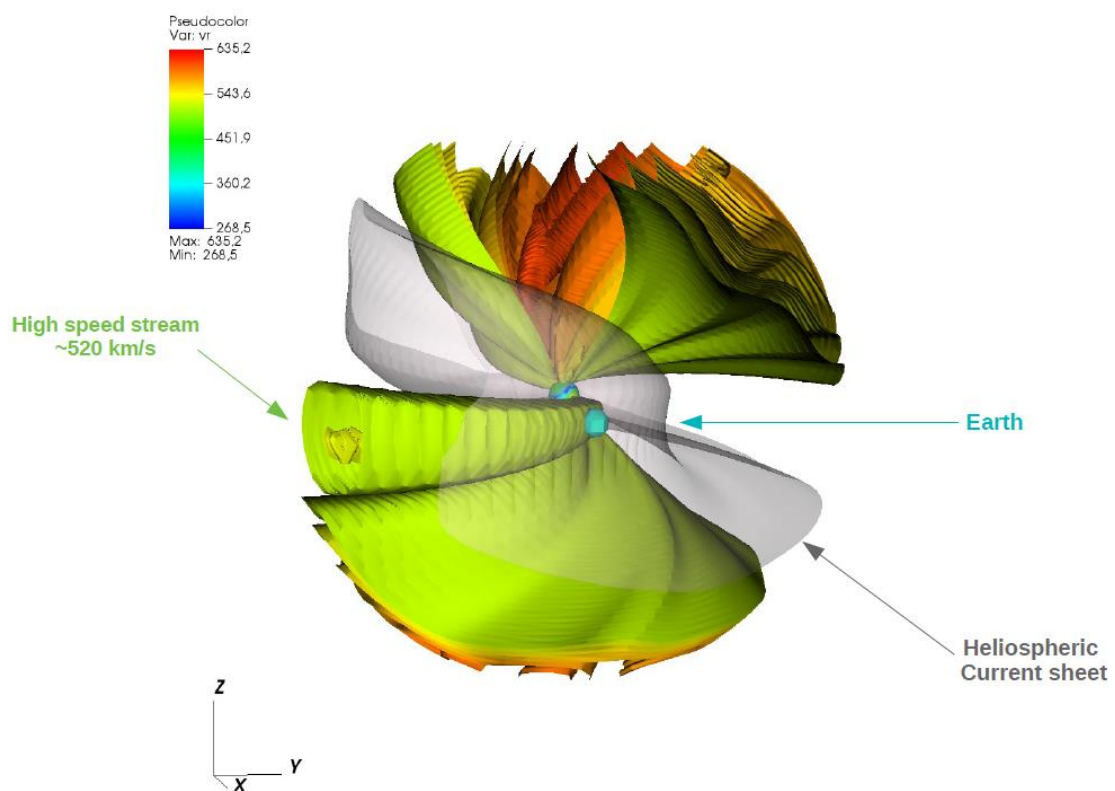 Pseudocolor
Var: vr
635,2
543,6
451,9
360,2
268,5
Max: 635,2
Min: 268,5
High speed stream
~520 km/s
Earth
Heliospheric
Current sheet
Z
Y
X